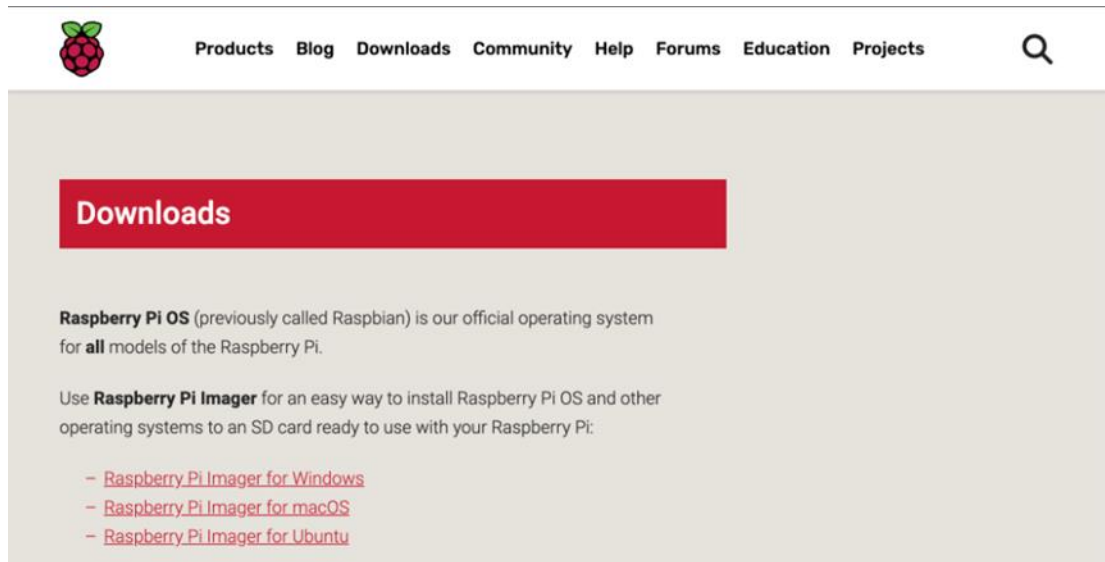 Products Blog Downloads Community Help Forums Education Projects
Downloads
Raspberry Pi OS (previously called Raspbian) is our official operating system
for all models of the Raspberry Pi.
Use Raspberry Pi Imager for an easy way to install Raspberry Pi OS and other
operating systems to an SD card ready to use with your Raspberry Pi:
– Raspberry Pi Imager for Windows
– Raspberry Pi Imager for macOS
– Raspberry Pi Imager for Ubuntu